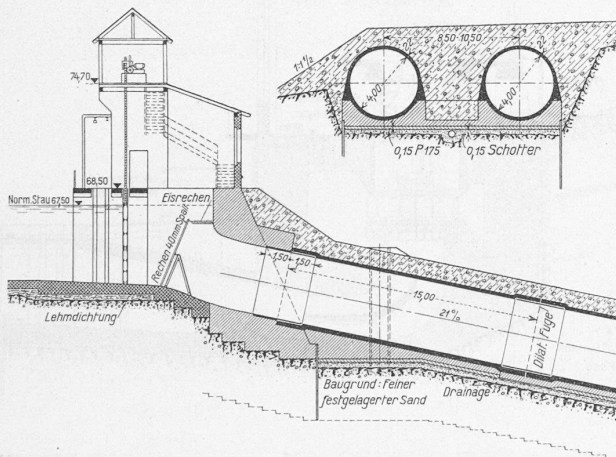 8,50-10,50
1:1½
4,00
22
4,00
22
0,15 P 175
0,15 Schotter
74,70
68,50
Norm. Stau 67,50
Eisrechen
Rechen 40mm Spalt
1,50
1,50
15,00
21%
Dilat. Fuge
Lehmdichtung
Baugrund: Feiner
festgelagerter Sand
Drainage